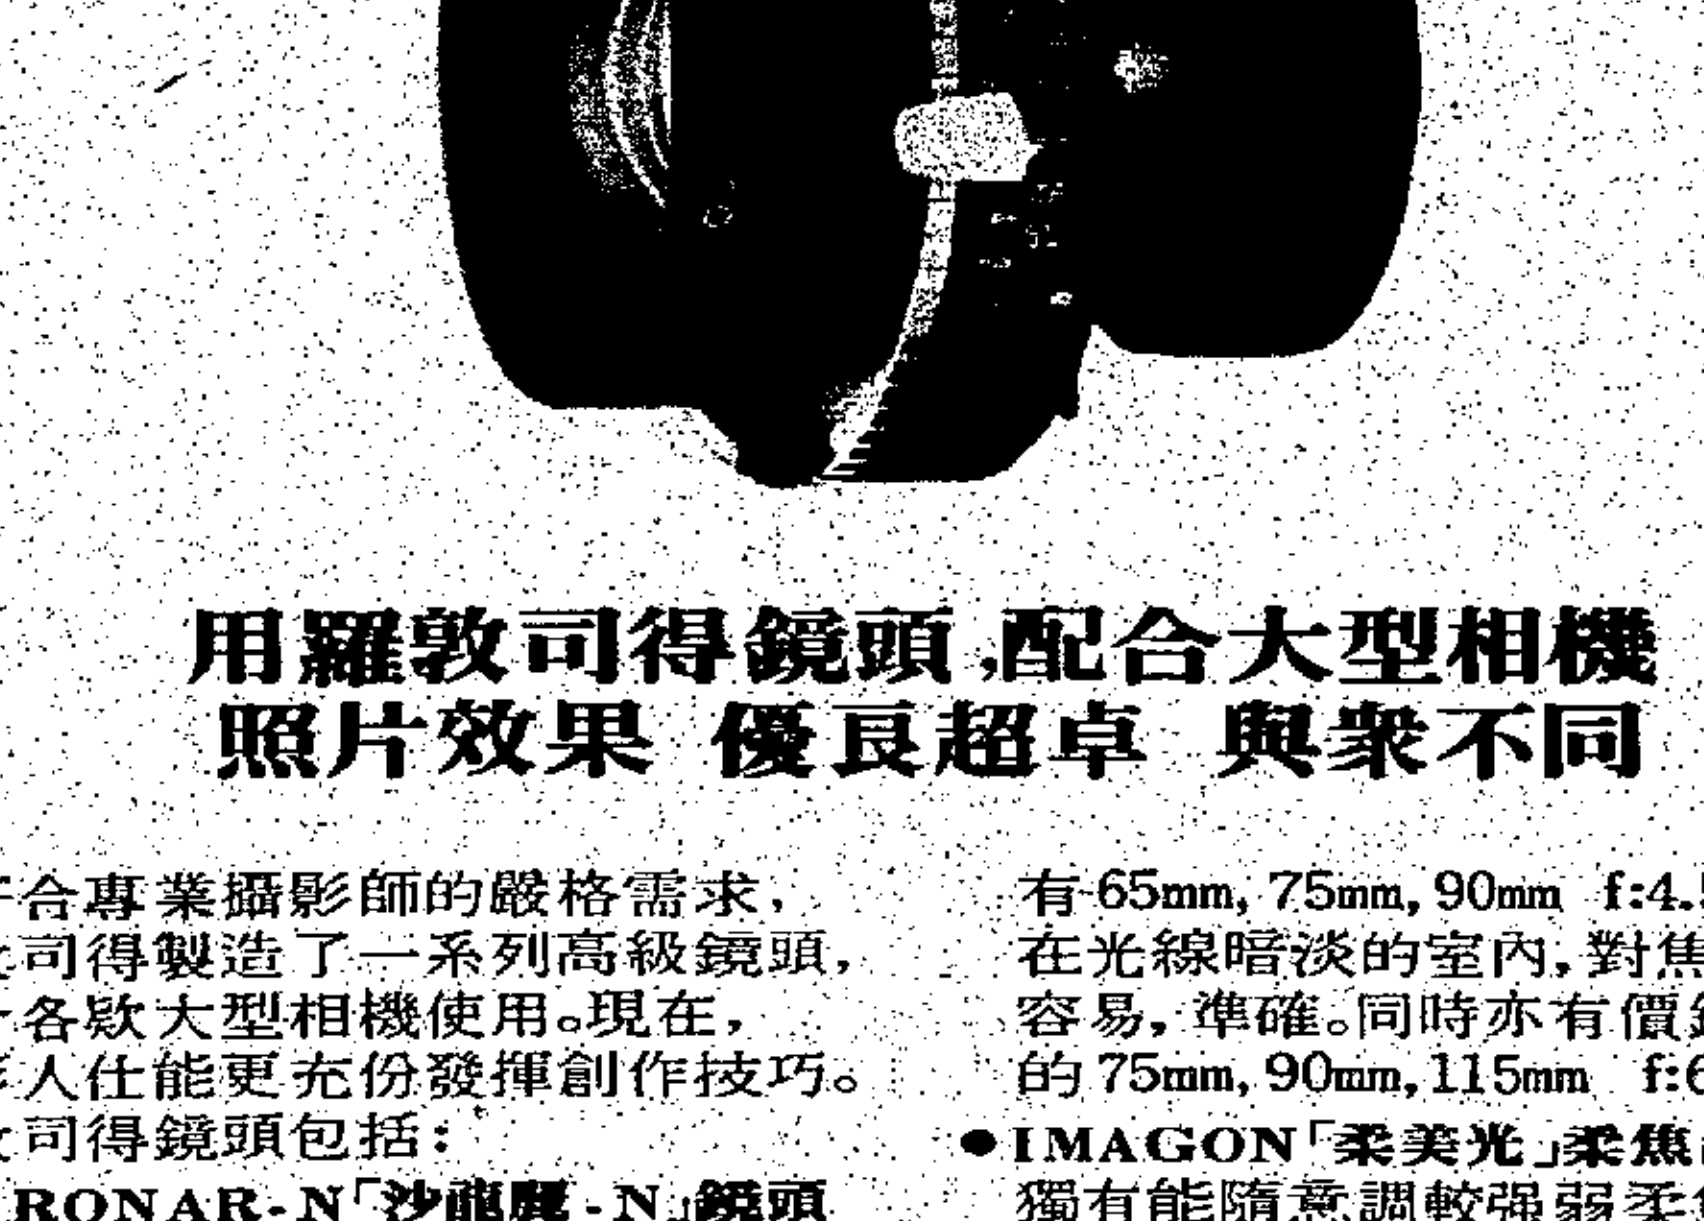 用羅敦司得鏡頭,配合大型相機
照片效果 優良超卓 與衆不同
合專業攝影師的嚴格需求,
司得製造了一系列高級鏡頭,
各款大型相機使用。現在,
人仕能更充份發揮創作技巧。
司得鏡頭包括:
RONAR-N「沙龍麗-N」鏡頭
有65mm, 75mm, 90mm f:4.5
在光線暗淡的室內,對焦
容易,準確。同時亦有價
的75mm, 90mm, 115mm f:6
●IMAGON「柔美光」柔焦
獨有能隨意調較强弱柔